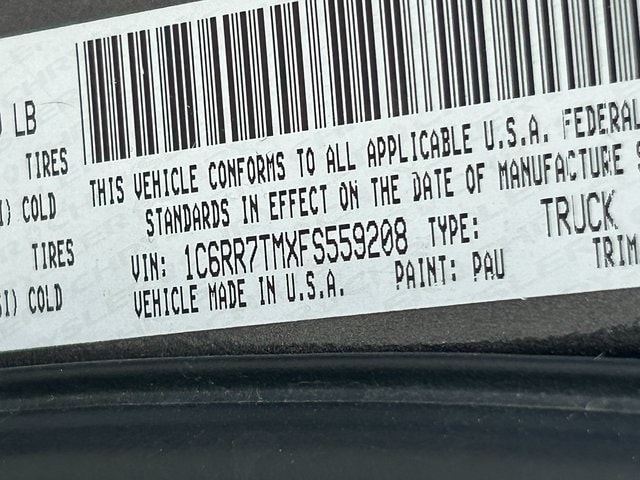 LB
TIRES
COLD
TIRES
COLD
THIS VEHICLE CONFORMS TO ALL APPLICABLE U.S.A. FEDERAL
STANDARDS IN EFFECT ON THE DATE OF MANUFACTURE S
VIN: 1C6RR7TMXFS559208 TYPE: TRUCK
VEHICLE MADE IN U.S.A. PAINT: PAU TRIM